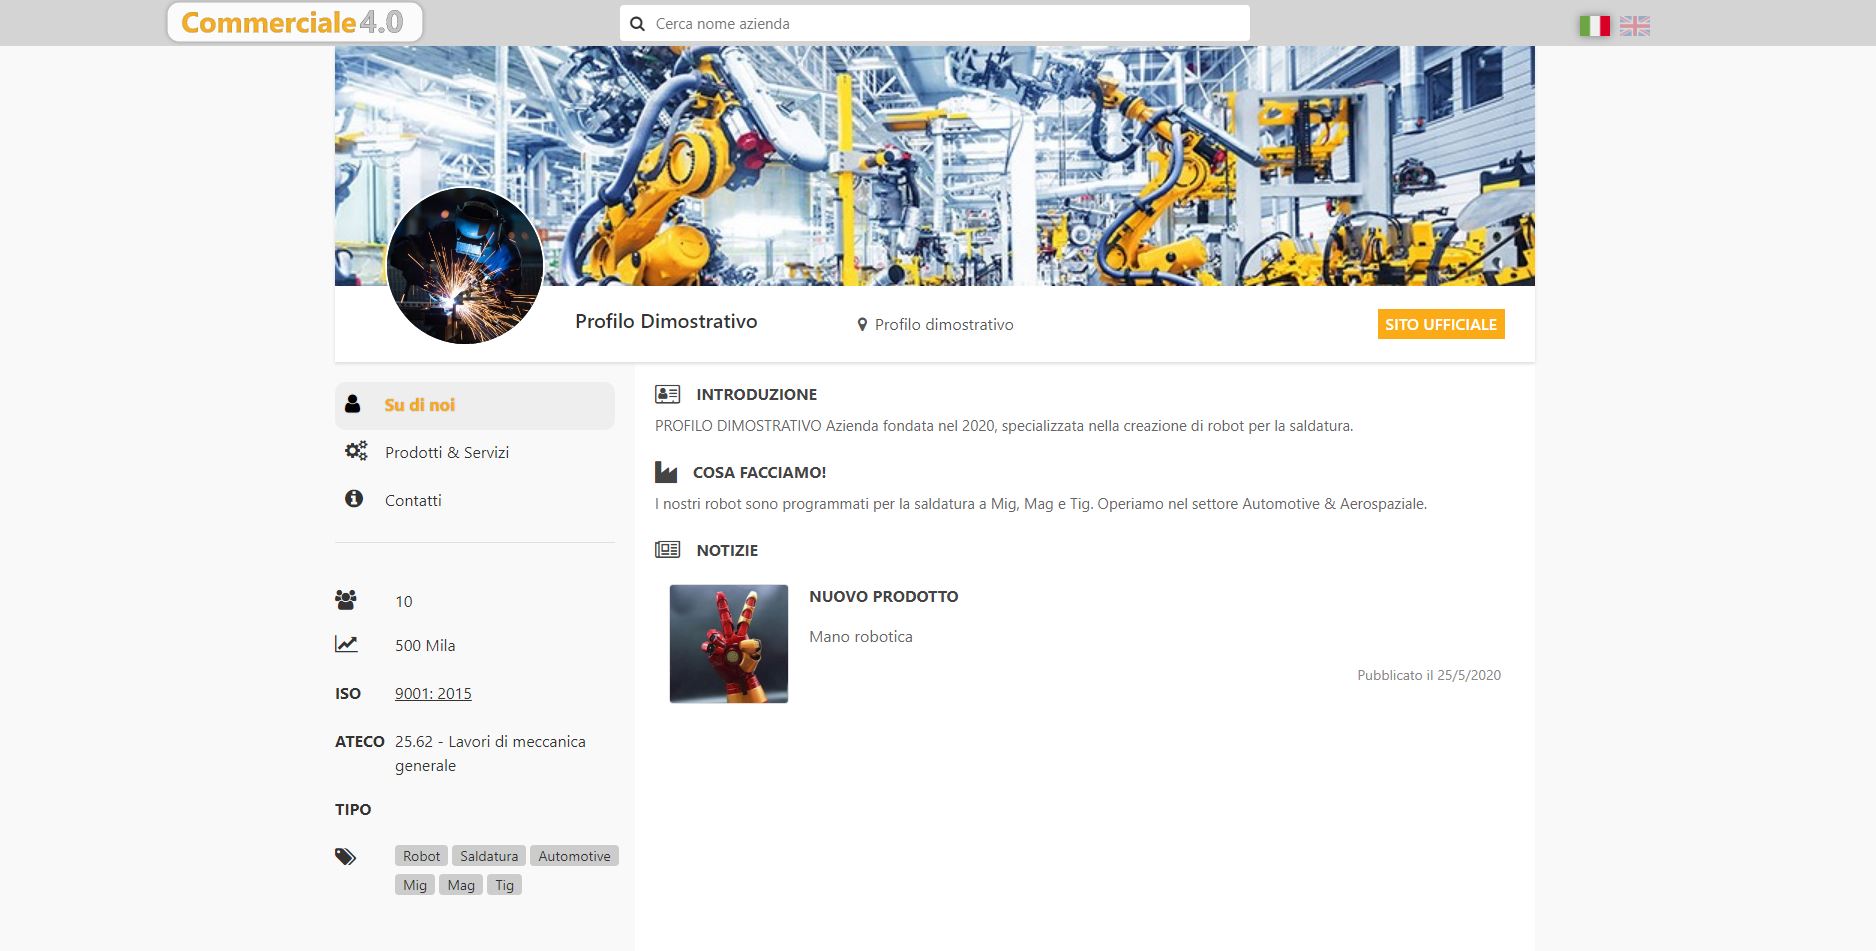 Commerciale 4.0
Cerca nome azienda
Profilo Dimostrativo
Profilo dimostrativo
SITO UFFICIALE
Su di noi
Prodotti & Servizi
Contatti
10
500 Mila
ISO 9001: 2015
ATECO 25.62 - Lavori di meccanica
generale
TIPO
Robot Saldatura Automotive
Mig Mag Tig
INTRODUZIONE
PROFILO DIMOSTRATIVO Azienda fondata nel 2020, specializzata nella creazione di robot per la saldatura.
COSA FACCIAMO!
I nostri robot sono programmati per la saldatura a Mig, Mag e Tig. Operiamo nel settore Automotive & Aerospaziale.
NOTIZIE
NUOVO PRODOTTO
Mano robotica
Pubblicato il 25/5/2020